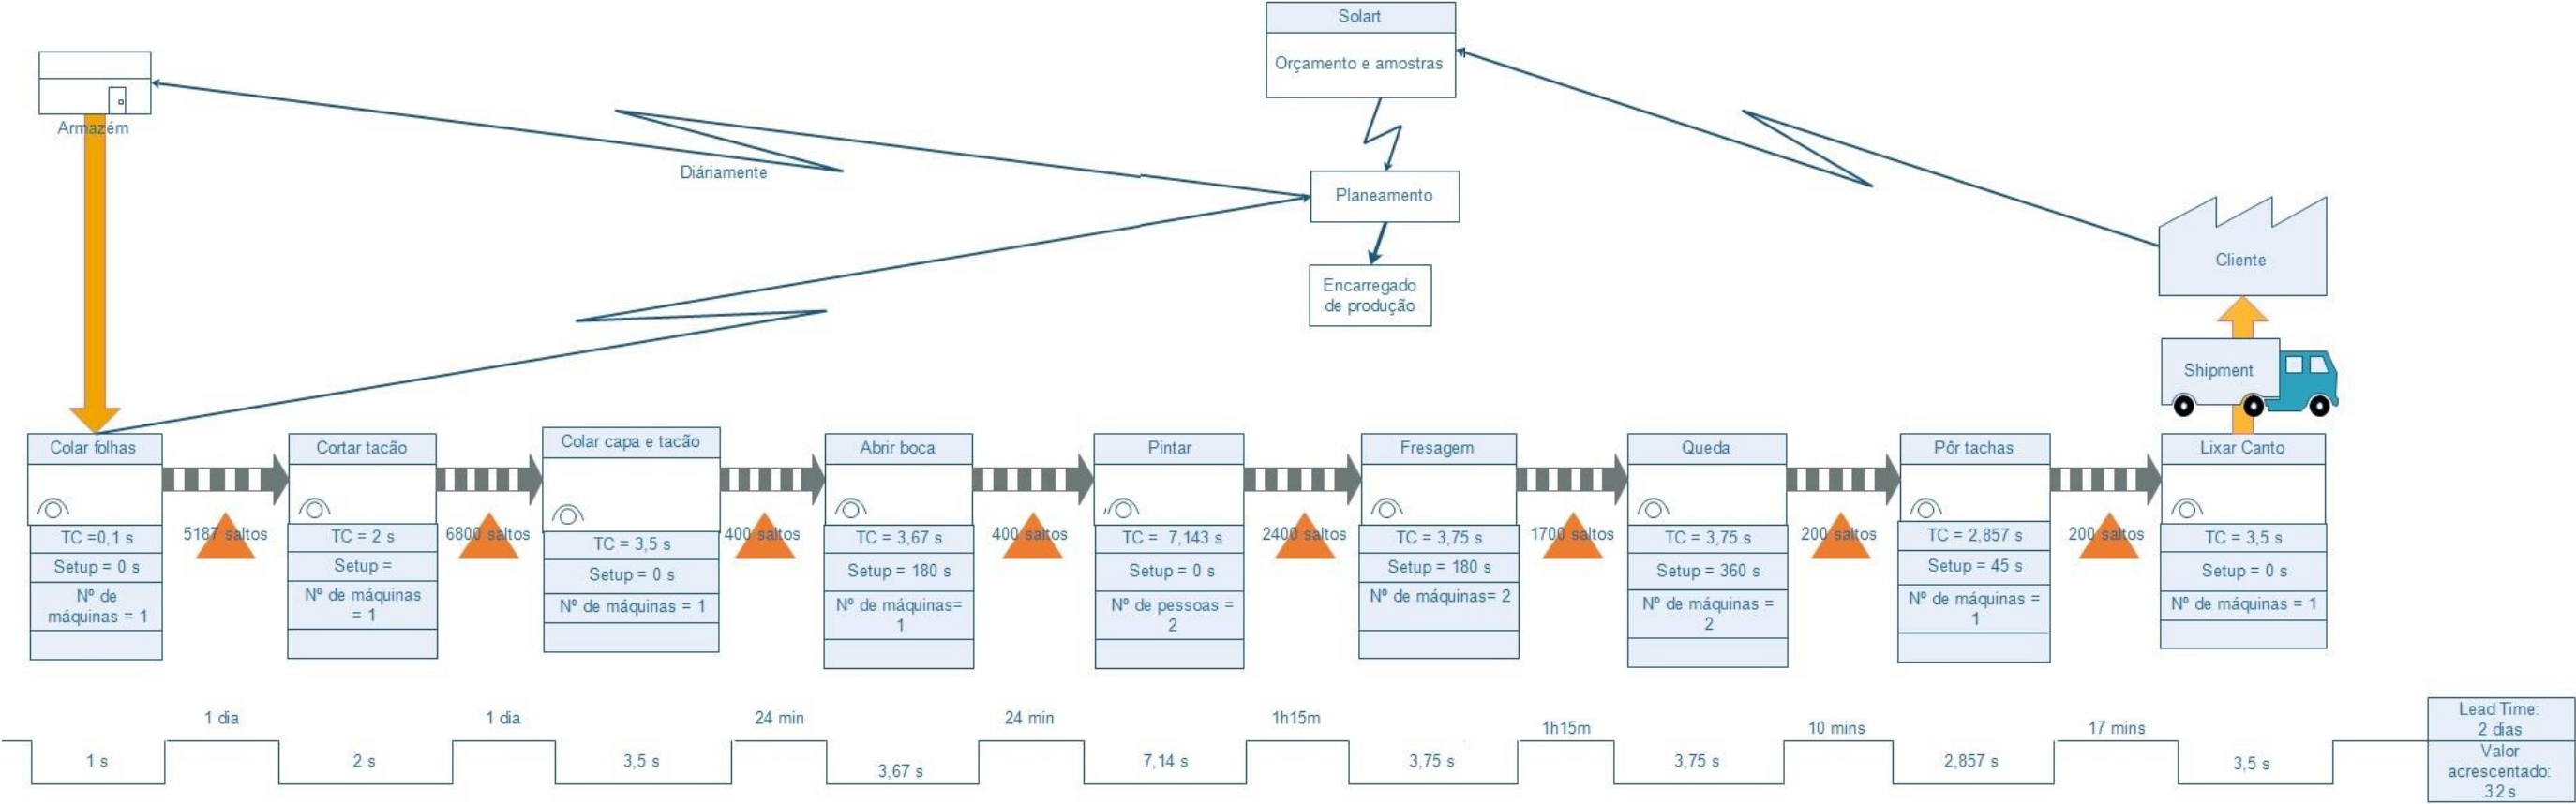 Solart
Orçamento e amostras
Armazém
Diáriamente
Planeamento
Encarregado
de produção
Cliente
Shipment
Colar folhas
TC =0,1 s
Setup = 0 s
Nº de
máquinas = 1
5187 saltos
Cortar tacão
TC = 2 s
Setup =
Nº de máquinas
= 1
6800 saltos
Colar capa e tacão
TC = 3,5 s
Setup = 0 s
Nº de máquinas = 1
400 saltos
Abrir boca
TC = 3,67 s
Setup = 180 s
Nº de máquinas=
1
400 saltos
Pintar
TC = 7,143 s
Setup = 0 s
Nº de pessoas =
2
2400 saltos
Fresagem
TC = 3,75 s
Setup = 180 s
Nº de máquinas= 2
1700 saltos
Queda
TC = 3,75 s
Setup = 360 s
Nº de máquinas =
2
200 saltos
Pôr tachas
TC = 2,857 s
Setup = 45 s
Nº de máquinas =
1
200 saltos
Lixar Canto
TC = 3,5 s
Setup = 0 s
Nº de máquinas = 1
1 s
1 dia
2 s
1 dia
3,5 s
24 min
3,67 s
24 min
7,14 s
1h15m
3,75 s
1h15m
3,75 s
10 mins
2,857 s
17 mins
3,5 s
Lead Time:
2 dias
Valor
acrescentado:
32 s